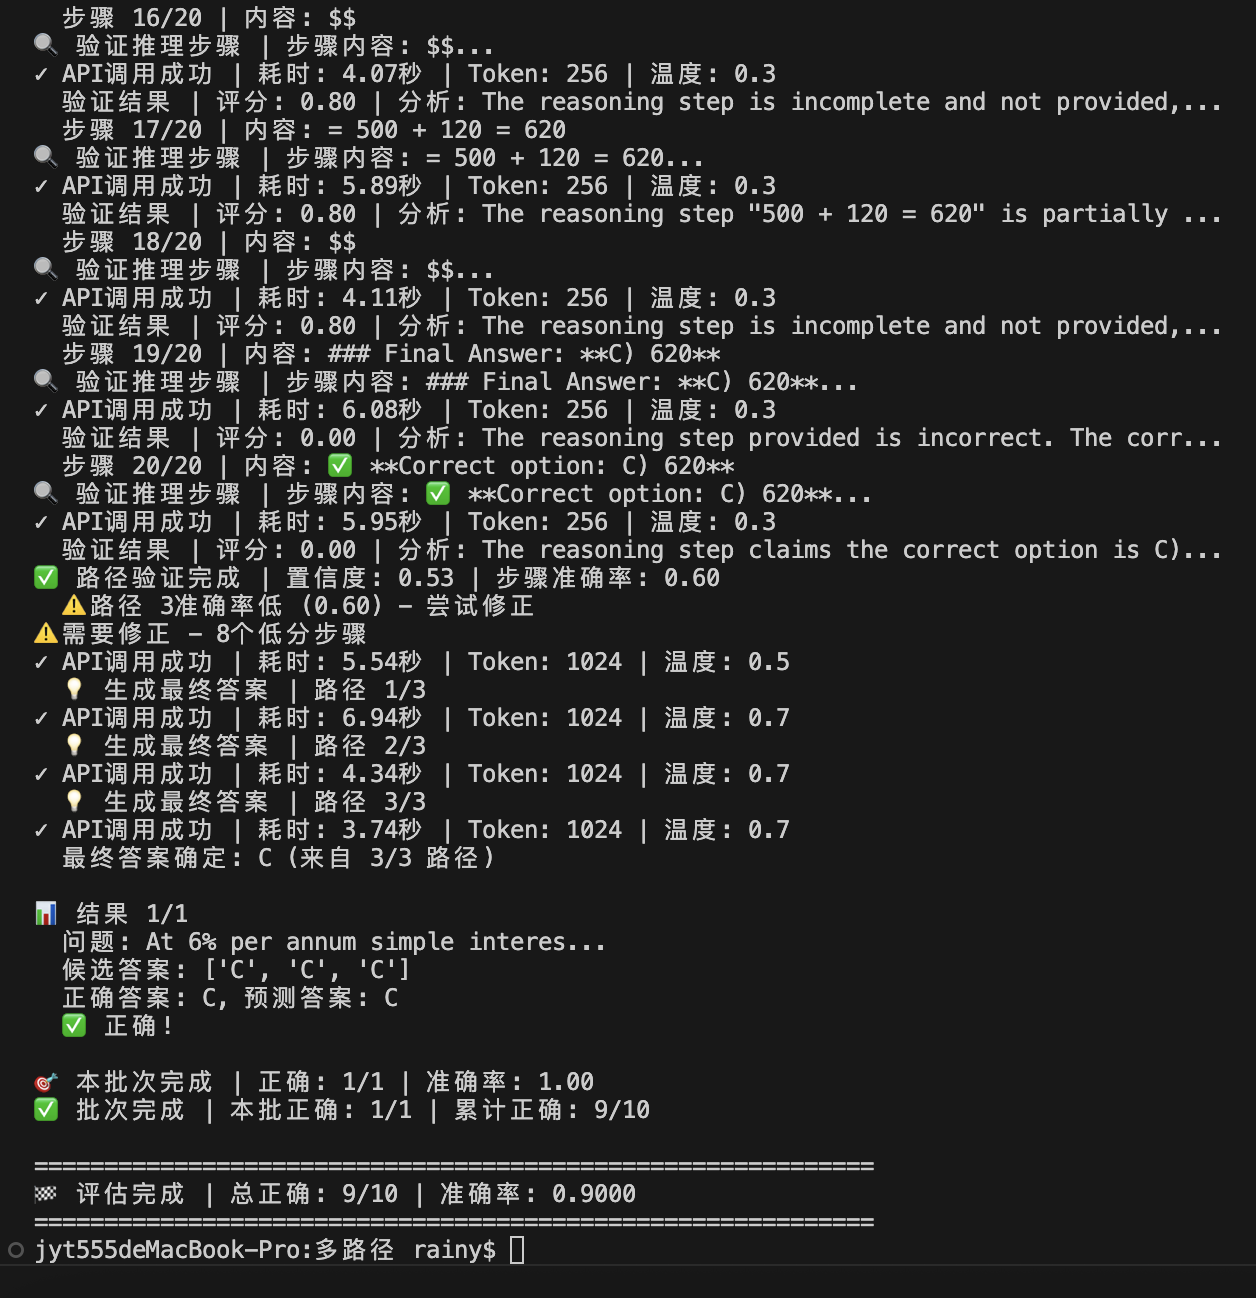 步骤 16/20 | 内容: $$
🔍 验证推理步骤 | 步骤内容: $$...
✓ API调用成功 | 耗时: 4.07秒 | Token: 256 | 温度: 0.3
验证结果 | 评分: 0.80 | 分析: The reasoning step is incomplete and not provided,...
步骤 17/20 | 内容: = 500 + 120 = 620
🔍 验证推理步骤 | 步骤内容: = 500 + 120 = 620...
✓ API调用成功 | 耗时: 5.89秒 | Token: 256 | 温度: 0.3
验证结果 | 评分: 0.80 | 分析: The reasoning step "500 + 120 = 620" is partially ...
步骤 18/20 | 内容: $$
🔍 验证推理步骤 | 步骤内容: $$...
✓ API调用成功 | 耗时: 4.11秒 | Token: 256 | 温度: 0.3
验证结果 | 评分: 0.80 | 分析: The reasoning step is incomplete and not provided,...
步骤 19/20 | 内容: ### Final Answer: **C) 620**
🔍 验证推理步骤 | 步骤内容: ### Final Answer: **C) 620**...
✓ API调用成功 | 耗时: 6.08秒 | Token: 256 | 温度: 0.3
验证结果 | 评分: 0.00 | 分析: The reasoning step provided is incorrect. The corr...
步骤 20/20 | 内容: ✅ **Correct option: C) 620**
🔍 验证推理步骤 | 步骤内容: ✅ **Correct option: C) 620**...
✓ API调用成功 | 耗时: 5.95秒 | Token: 256 | 温度: 0.3
验证结果 | 评分: 0.00 | 分析: The reasoning step claims the correct option is C)...
✅ 路径验证完成 | 置信度: 0.53 | 步骤准确率: 0.60
⚠️路径 3准确率低 (0.60) - 尝试修正
⚠️需要修正 - 8个低分步骤
✓ API调用成功 | 耗时: 5.54秒 | Token: 1024 | 温度: 0.5
💡 生成最终答案 | 路径 1/3
✓ API调用成功 | 耗时: 6.94秒 | Token: 1024 | 温度: 0.7
💡 生成最终答案 | 路径 2/3
✓ API调用成功 | 耗时: 4.34秒 | Token: 1024 | 温度: 0.7
💡 生成最终答案 | 路径 3/3
✓ API调用成功 | 耗时: 3.74秒 | Token: 1024 | 温度: 0.7
最终答案确定: C (来自 3/3 路径)
📊 结果 1/1
问题: At 6% per annum simple interes...
候选答案: ['C', 'C', 'C']
正确答案: C, 预测答案: C
✅ 正确!
🎯 本批次完成 | 正确: 1/1 | 准确率: 1.00
✅ 批次完成 | 本批正确: 1/1 | 累计正确: 9/10
============================================================
🏁 评估完成 | 总正确: 9/10 | 准确率: 0.9000
============================================================
jyt555deMacBook-Pro:多路径 rainy$